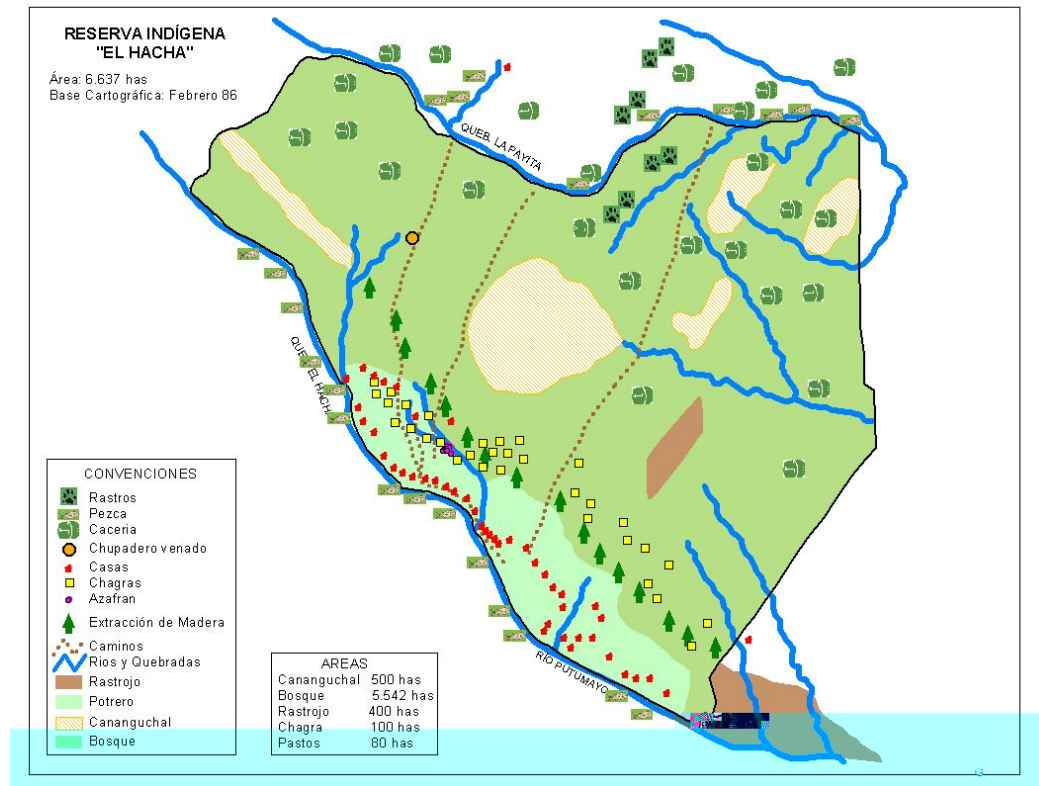 RESERVA INDÍGENA
"EL HACHA"
Área: 6.637 has
Base Cartográfica: Febrero 86
QUEB. LA PAYITA
QUEB. EL HACHA
RÍO PUTUMAYO
CONVENCIONES
Rastros
Pezca
Cacería
Chupadero venado
Casas
Chagras
Azafran
Extracción de Madera
Caminos
Rios y Quebradas
Rastrojo
Potrero
Cananguchal
Bosque
AREAS
Cananguchal 500 has
Bosque 5.542 has
Rastrojo 400 has
Chagra 100 has
Pastos 80 has